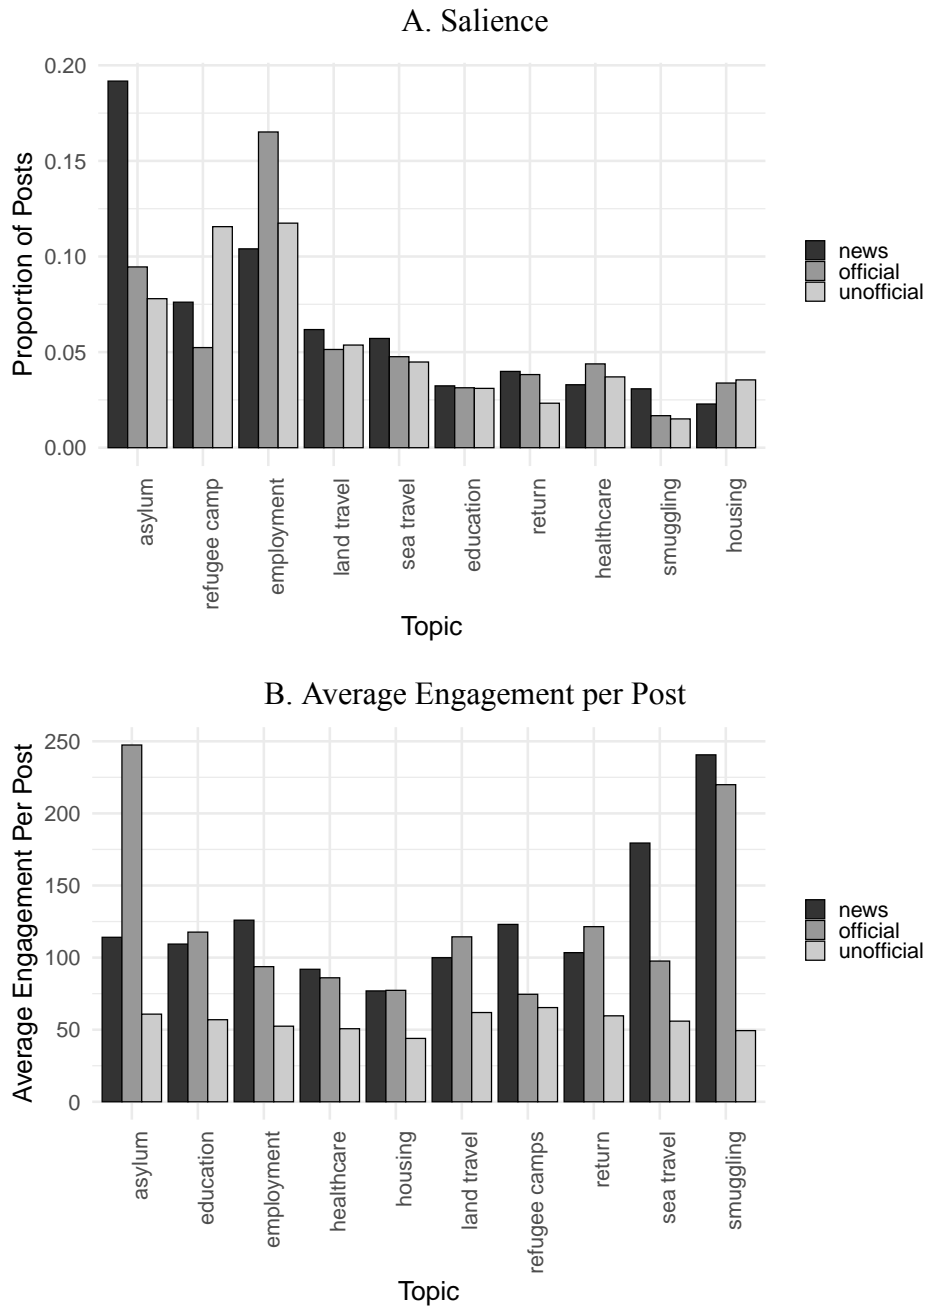 A. Salience
Proportion of Posts
0.20
0.15
0.10
0.05
0.00
asylum
refugee camp
employment
land travel
sea travel
education
return
healthcare
smuggling
housing
Topic
news
official
unofficial
B. Average Engagement per Post
Average Engagement Per Post
250
200
150
100
50
0
asylum
education
employment
healthcare
housing
land travel
refugee camps
return
sea travel
smuggling
Topic
news
official
unofficial